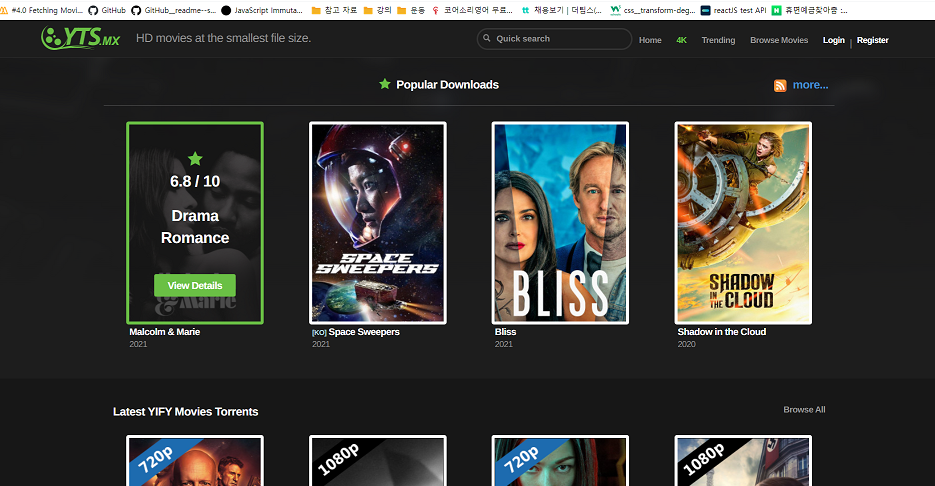 #4.0 Fetching Movi...
GitHub
GitHub__readme--s...
JavaScript Immuta...
참고 자료
강의
운동
코어소리영어 무료...
채용보기 | 더팀스(...
css__transform-deg...
reactJS test API
휴면예금찾아줌 :...
YTS.MX
HD movies at the smallest file size.
Quick search
Home
4K
Trending
Browse Movies
Login
|
Register
Popular Downloads
more...
6.8 / 10
Drama
Romance
View Details
& Marie
SPACE
SWEEPERS
BLISS
SHADOW
IN THE CLOUD
Malcolm & Marie
2021
[KO] Space Sweepers
2021
Bliss
2021
Shadow in the Cloud
2020
Latest YIFY Movies Torrents
Browse All
720p
1080p
720p
1080p